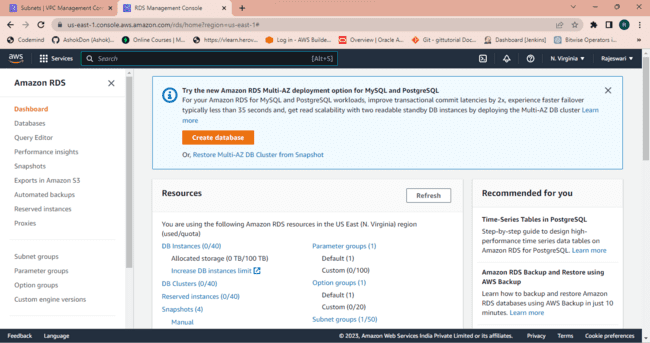 Subnets | VPC Management Cons
RDS Management Console
us-east-1.console.aws.amazon.com/rds/home?region=us-east-1#
Codemind
AshokDon (Ashok)
Online Courses | M
https://vlearn.herov
Log in - AWS Builde
Overview | Oracle A
Git - gittutorial Doc
Dashboard [Jenkins]
Bitwise Operators i
aws
Services
Search
[Alt+S]
N. Virginia
Rajeswari
Amazon RDS
Dashboard
Databases
Query Editor
Performance insights
Snapshots
Exports in Amazon S3
Automated backups
Reserved instances
Proxies
Subnet groups
Parameter groups
Option groups
Custom engine versions
Try the new Amazon RDS Multi-AZ deployment option for MySQL and PostgreSQL
For your Amazon RDS for MySQL and PostgreSQL workloads, improve transactional commit latencies by 2x, experience faster failover
typically less than 35 seconds and, get read scalability with two readable standby DB instances by deploying the Multi-AZ DB cluster Learn
more
Create database
Or, Restore Multi-AZ DB Cluster from Snapshot
Resources
Refresh
You are using the following Amazon RDS resources in the US East (N. Virginia) region
(used/quota)
DB Instances (0/40)
Allocated storage (0 TB/100 TB)
Increase DB instances limit
DB Clusters (0/40)
Reserved instances (0/40)
Snapshots (4)
Manual
Parameter groups (1)
Default (1)
Custom (0/100)
Option groups (1)
Default (1)
Custom (0/20)
Subnet groups (1/50)
Recommended for you
Time-Series Tables in PostgreSQL
Step-by-step guide to design high-
performance time series data tables on
Amazon RDS for PostgreSQL. Learn more
Amazon RDS Backup and Restore using
AWS Backup
Learn how to backup and restore Amazon
RDS databases using AWS Backup in just 10
minutes. Learn more
Feedback
Language
© 2023, Amazon Web Services India Private Limited or its affiliates.
Privacy
Terms
Cookie preferences